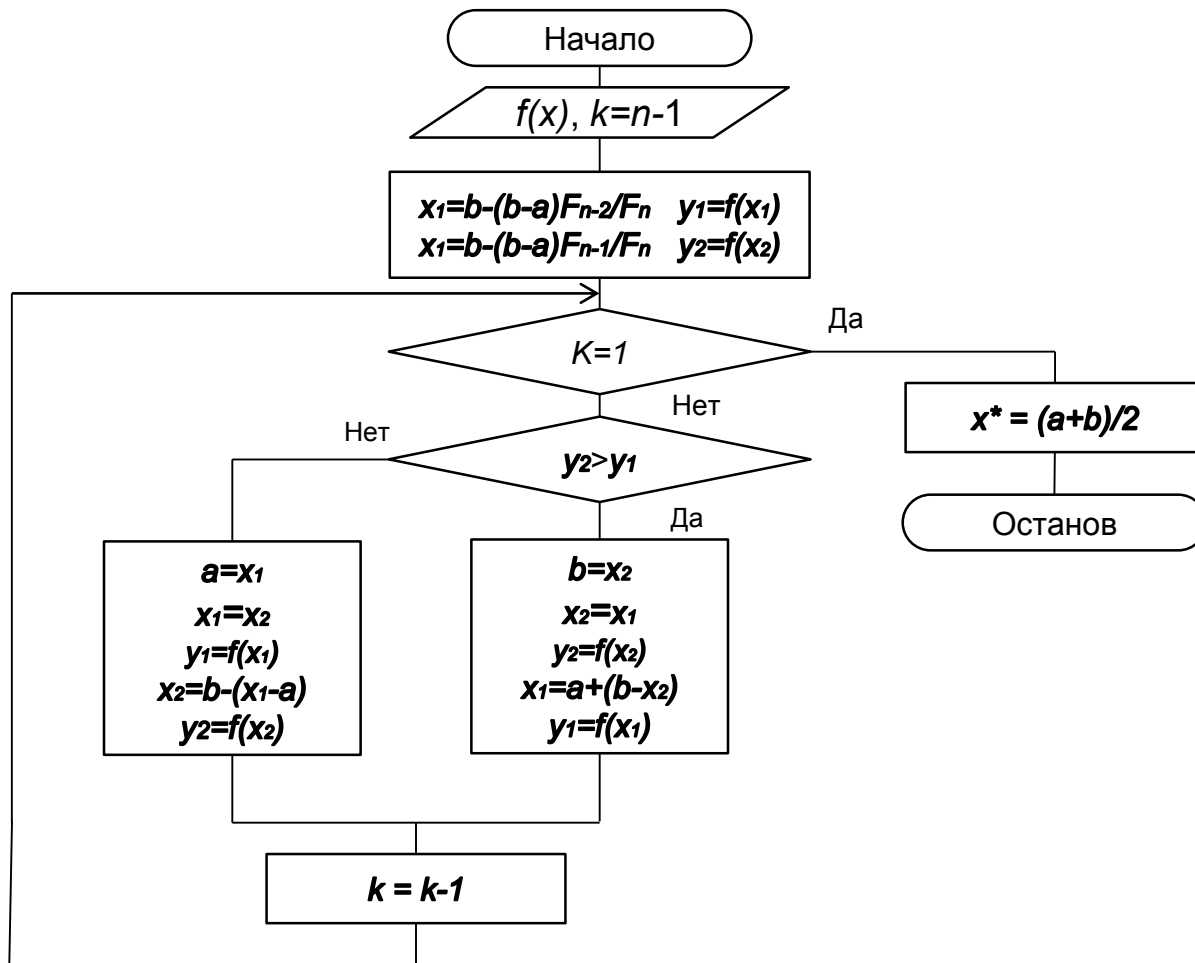 Начало
f(x), k=n-1
x₁=b-(b-a)Fₙ₋₂/Fₙ y₁=f(x₁)
x₁=b-(b-a)Fₙ₋₁/Fₙ y₂=f(x₂)
K=1
Да
Нет
x* = (a+b)/2
Останов
y₂>y₁
Нет
Да
a=x₁
x₁=x₂
y₁=f(x₁)
x₂=b-(x₁-a)
y2=f(x₂)
b=x₂
x₂=x₁
y₂=f(x₂)
x₁=a+(b-x₂)
y₁=f(x₁)
k = k-1